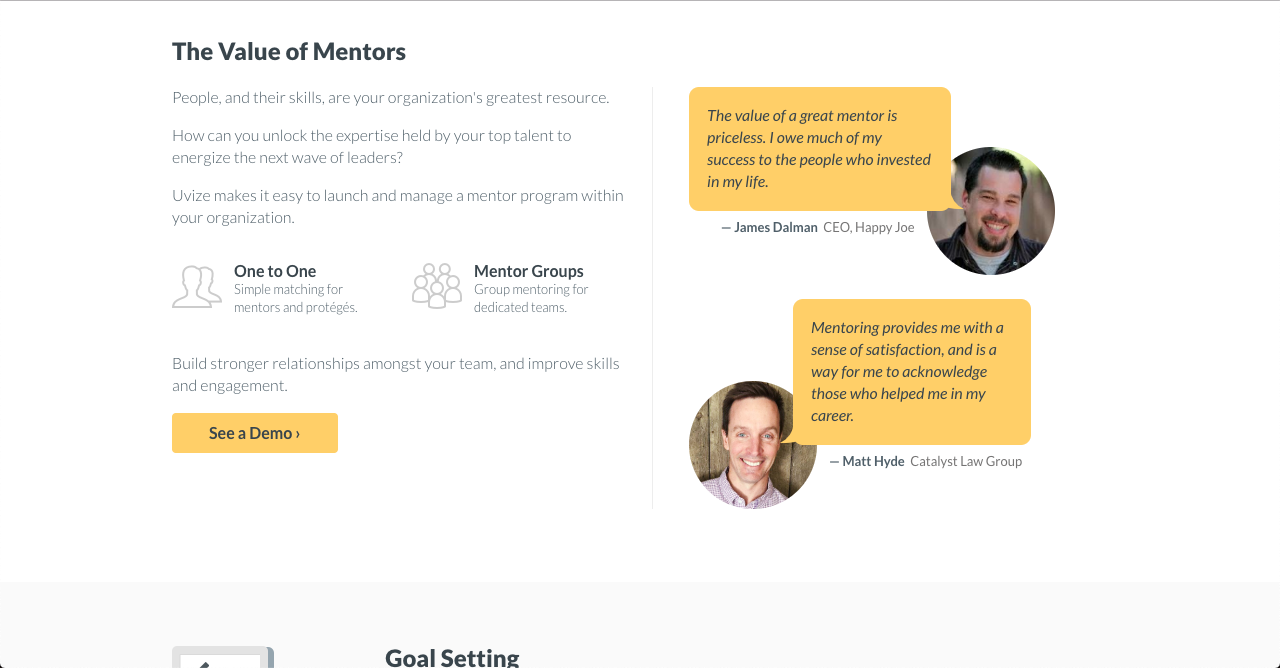 The Value of Mentors
People, and their skills, are your organization's greatest resource.
How can you unlock the expertise held by your top talent to
energize the next wave of leaders?
Uvize makes it easy to launch and manage a mentor program within
your organization.
One to One
Simple matching for
mentors and protégés.
Mentor Groups
Group mentoring for
dedicated teams.
Build stronger relationships amongst your team, and improve skills
and engagement.
See a Demo ›
The value of a great mentor is
priceless. I owe much of my
success to the people who invested
in my life.
— James Dalman CEO, Happy Joe
Mentoring provides me with a
sense of satisfaction, and is a
way for me to acknowledge
those who helped me in my
career.
— Matt Hyde Catalyst Law Group
Goal Setting